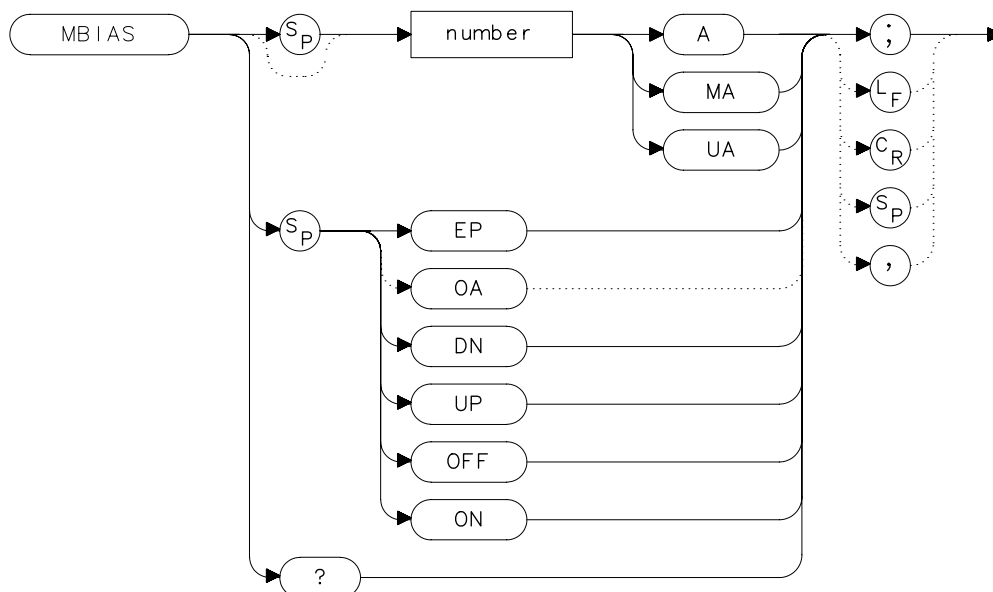 MBIAS
SP
number
A
;
MA
LF
UA
CR
SP
EP
SP
OA
,
DN
UP
OFF
ON
?